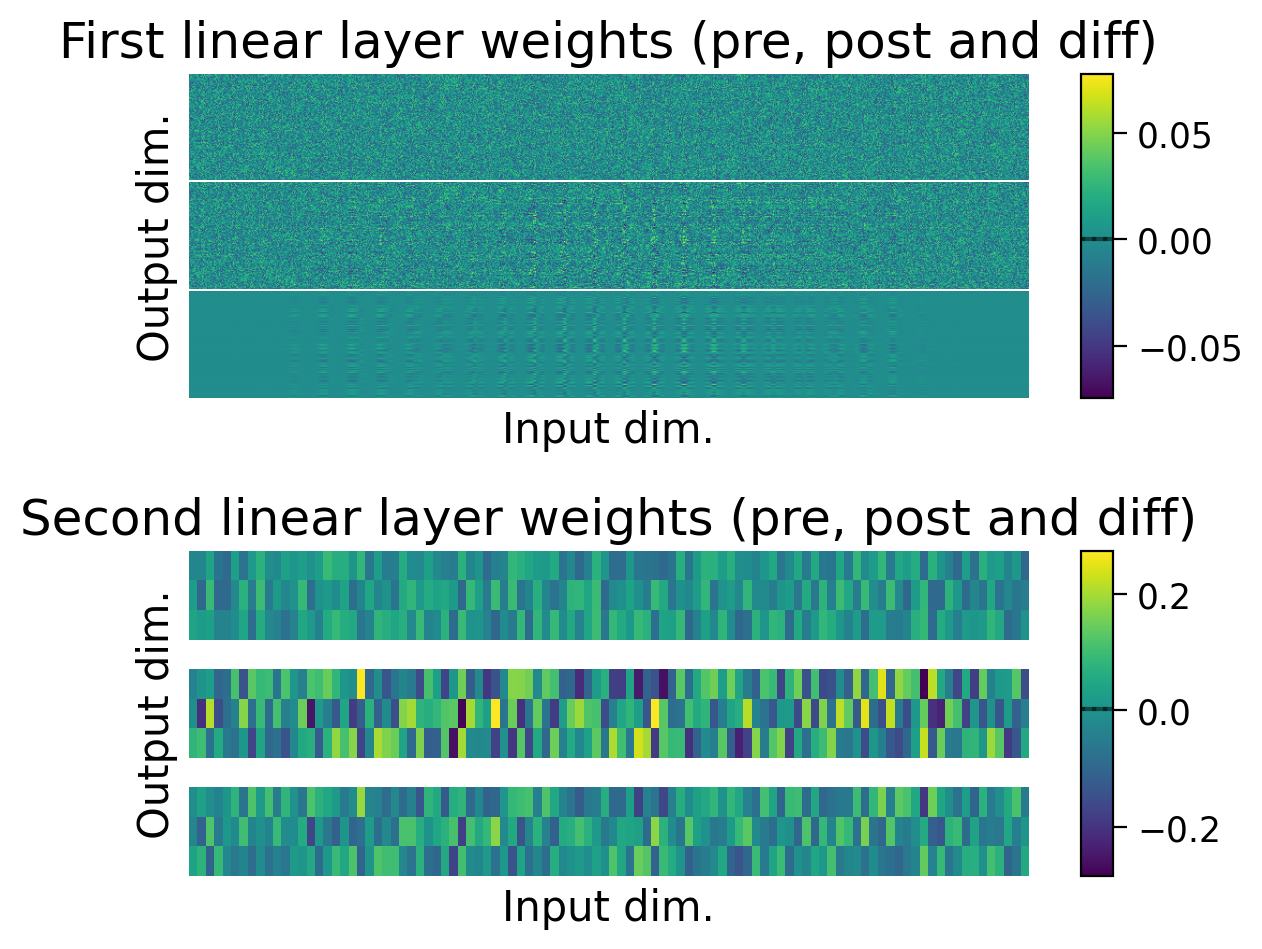 First linear layer weights (pre, post and diff)
Output dim.
0.05
0.00
−0.05
Input dim.
Second linear layer weights (pre, post and diff)
Output dim.
0.2
0.0
−0.2
Input dim.